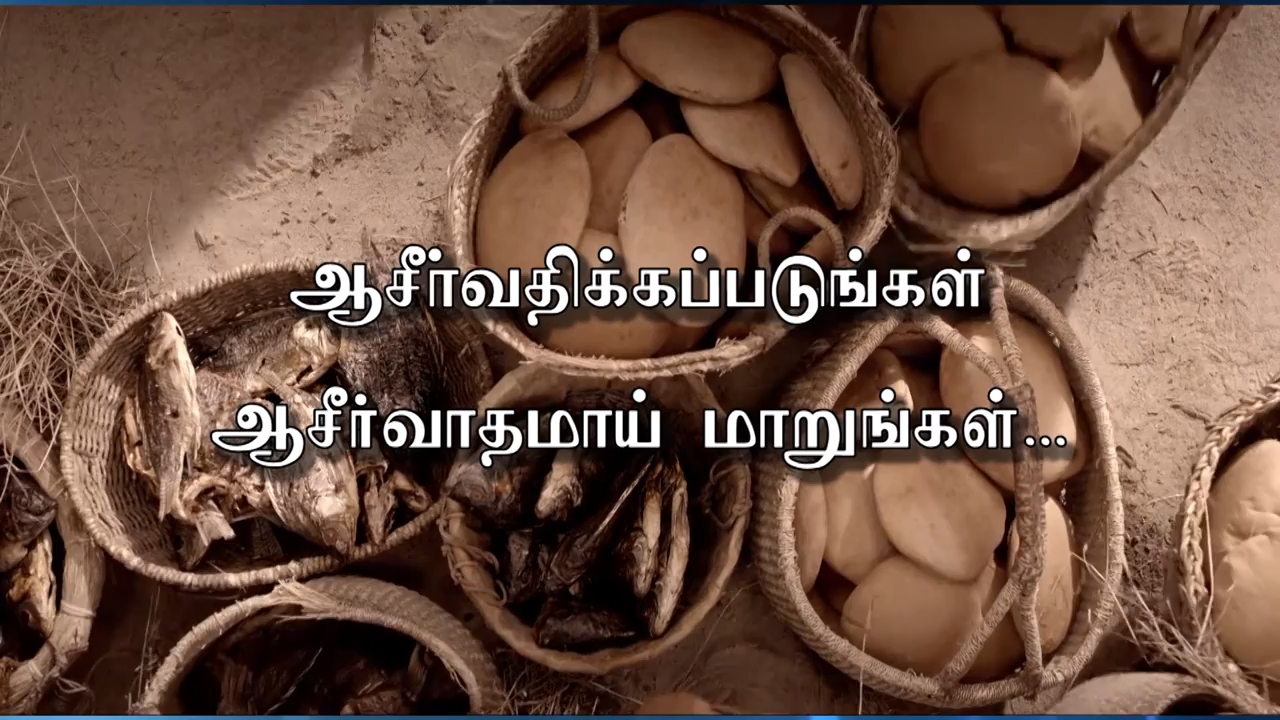 ஆசீர்வதிக்கப்படுங்கள்
ஆசீர்வாதமாய் மாறுங்கள்...